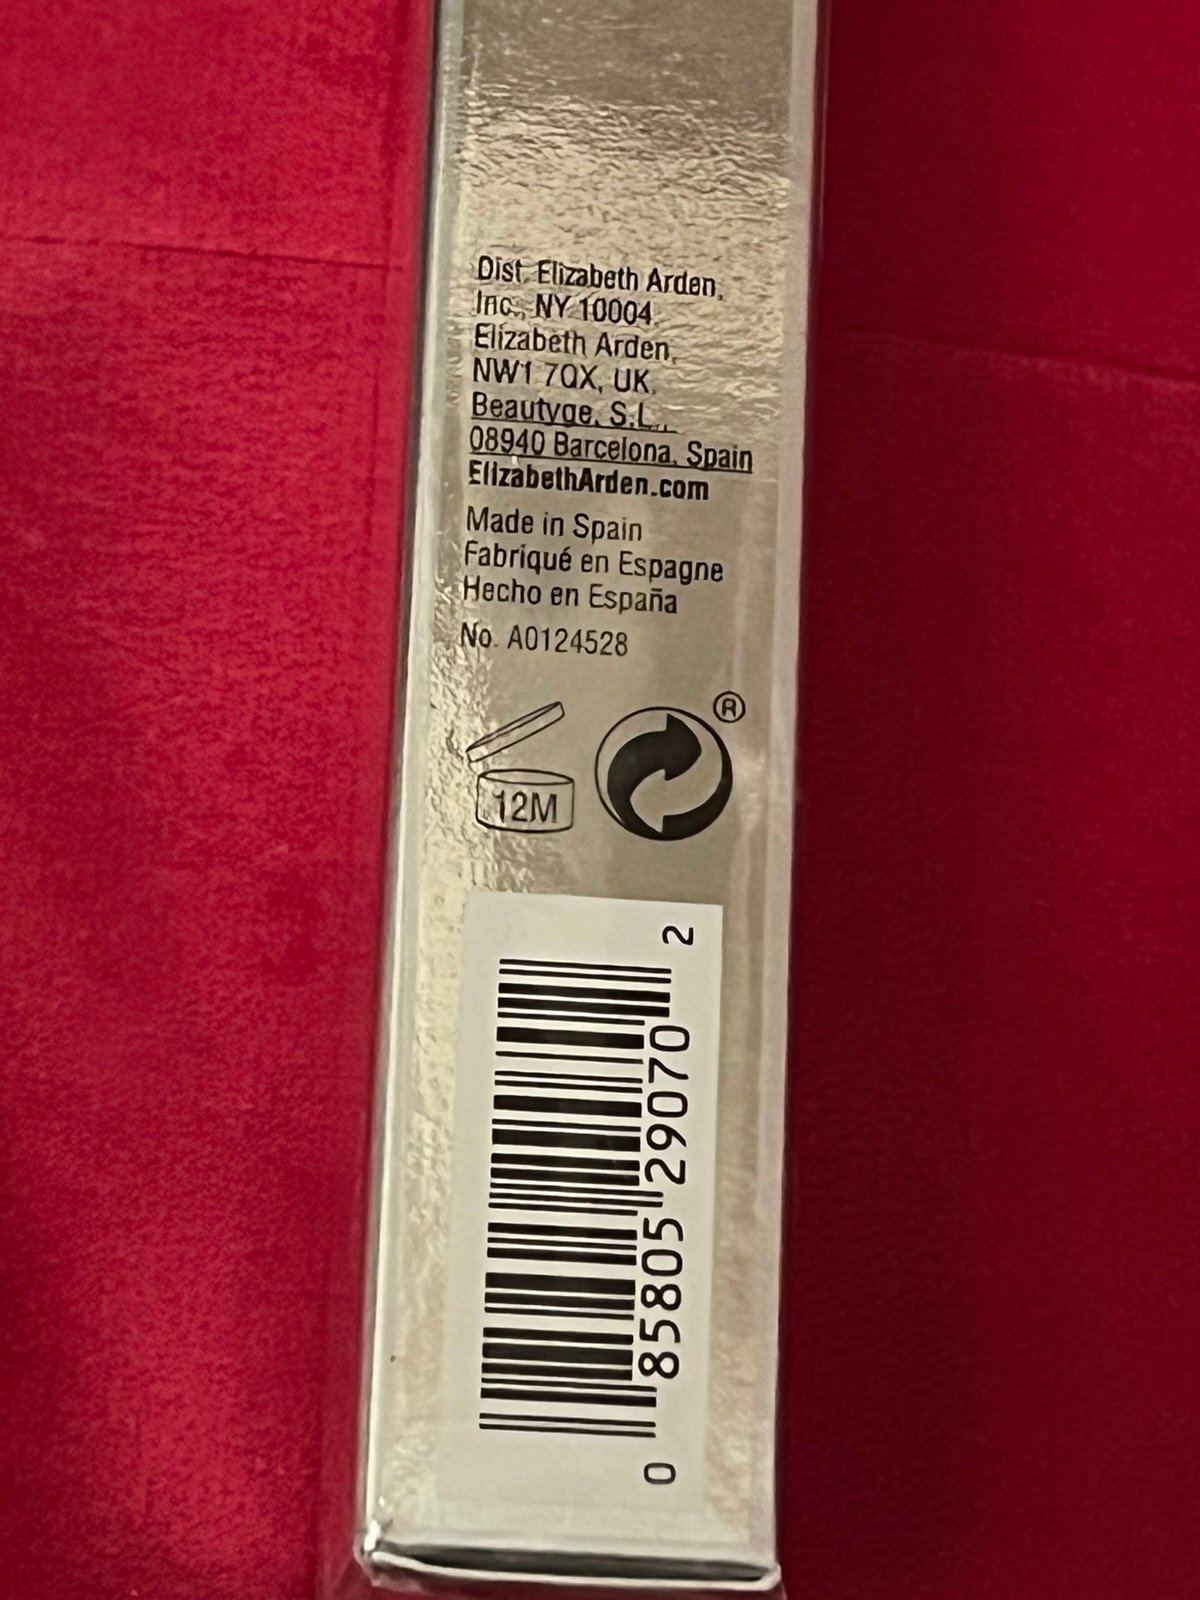 Dist. Elizabeth Arden,
Inc., NY 10004.
Elizabeth Arden,
NW1 7QX, UK.
Beautyge, S.L.,
08940 Barcelona, Spain
ElizabethArden.com
Made in Spain
Fabriqué en Espagne
Hecho en España
No. A0124528
®
12M
0 85805 29070 2